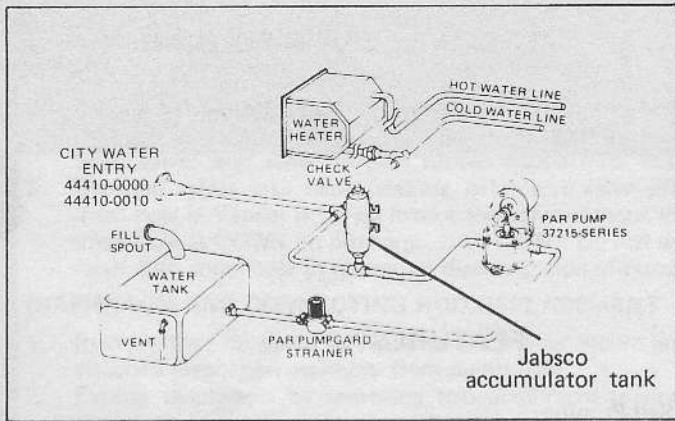 HOT WATER LINE
COLD WATER LINE
WATER
HEATER
CHECK
VALVE
CITY WATER
ENTRY
44410-0000
44410-0010
FILL
SPOUT
WATER
TANK
VENT
PAR PUMP
37215-SERIES
PAR PUMPGARD
STRAINER
Jabsco
accumulator tank